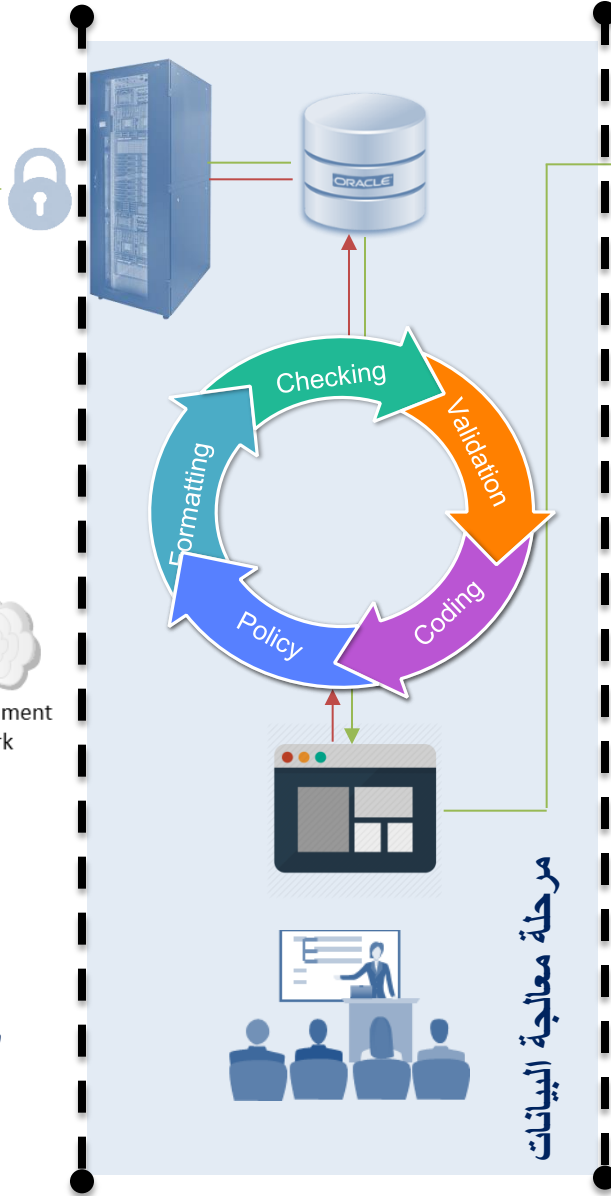 ORACLE
Checking
Validation
Coding
Policy
Formatting
ment
rk
مرحلة معالجة البيانات